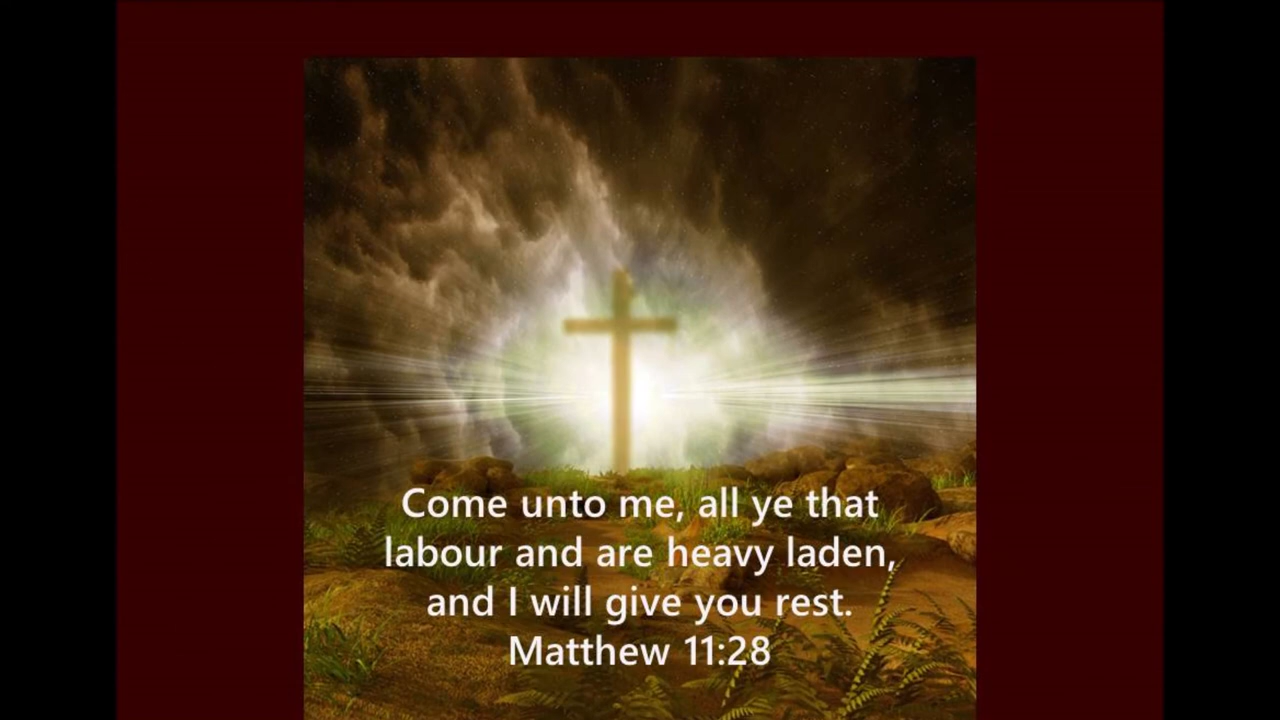 Come unto me, all ye that
labour and are heavy laden,
and I will give you rest.
Matthew 11:28